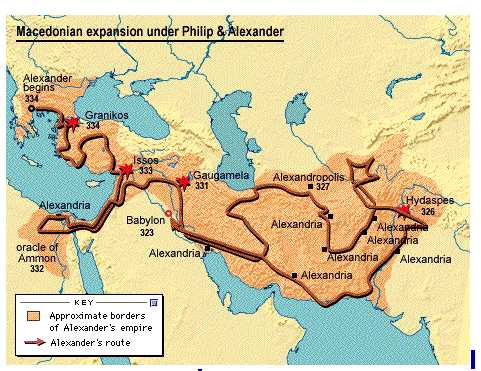 Macedonian expansion under Philip & Alexander
Alexander
begins
334
Granikos
334
Issos
333
Gaugamela
331
Alexandropolis
327
Hydaspes
326
Alexandria
Babylon
323
Alexandria
Alexandria
Alexandria
Alexandria
Alexandria
Alexandria
Alexandria
oracle of
Ammon
332
KEY
Approximate borders
of Alexander's empire
Alexander's route